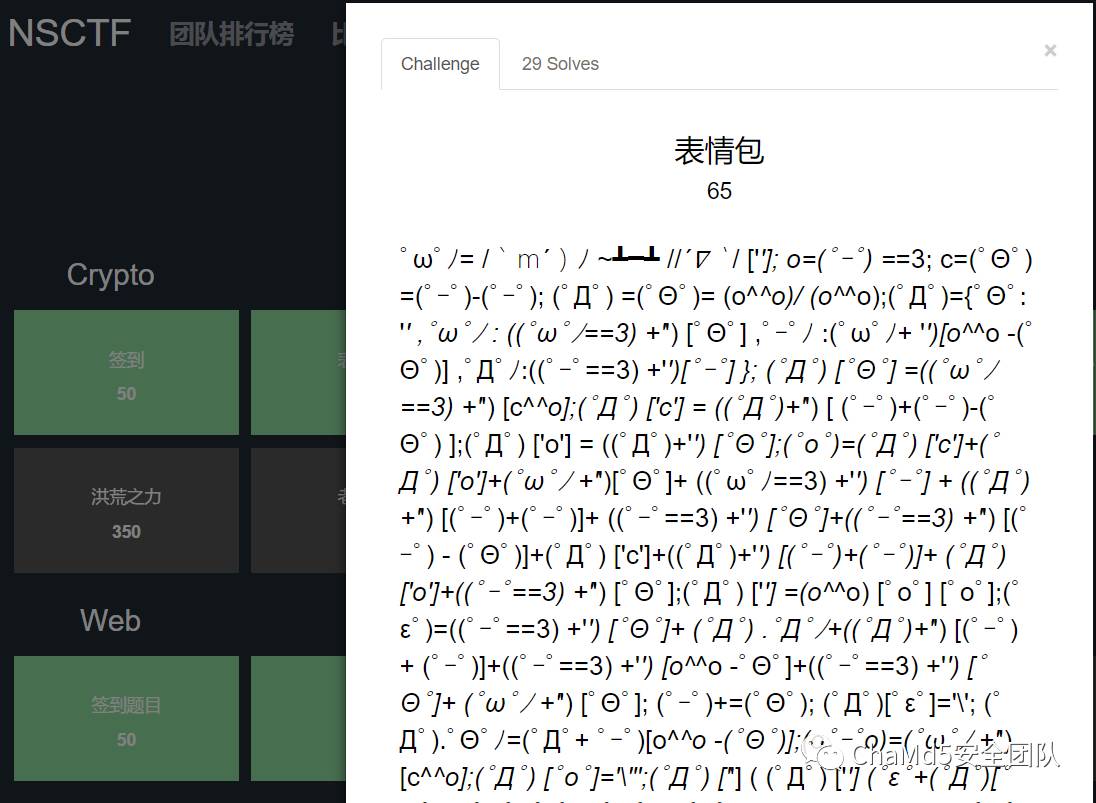 NSCTF 团队排行榜
Challenge 29 Solves ×
表情包
65
Crypto
签到
50
洪荒之力
350
Web
签到题目
50
ﾟωﾟﾉ= /｀ｍ´）ﾉ ~┻━┻ //´∇｀/ [''];  o=(ﾟｰﾟ) ==3; c=(ﾟΘﾟ)
=(ﾟｰﾟ)-(ﾟｰﾟ); (ﾟДﾟ) =(ﾟΘﾟ)= (o^^o)/ (o^^o);(ﾟДﾟ)={ﾟΘﾟ:
'' ,ﾟωﾟﾉ : ((ﾟωﾟﾉ==3) +'') [ﾟΘﾟ] ,ﾟｰﾟﾉ :(ﾟωﾟﾉ+ '')[o^^o -(ﾟ
Θﾟ)] ,ﾟДﾟﾉ:((ﾟｰﾟ==3) +'')[ﾟｰﾟ] }; (ﾟДﾟ) [ﾟΘﾟ] =((ﾟωﾟﾉ
==3) +'') [c^^o];(ﾟДﾟ) ['c'] = ((ﾟДﾟ)+'') [ (ﾟｰﾟ)+(ﾟｰﾟ)-(ﾟ
Θﾟ) ];(ﾟДﾟ) ['o'] = ((ﾟДﾟ)+'') [ﾟΘﾟ];(ﾟoﾟ)=(ﾟДﾟ) ['c']+(ﾟ
Дﾟ) ['o']+(ﾟωﾟﾉ +'')[ﾟΘﾟ]+ ((ﾟωﾟﾉ==3) +'') [ﾟｰﾟ] + ((ﾟДﾟ)
+'') [(ﾟｰﾟ)+(ﾟｰﾟ)]+ ((ﾟｰﾟ==3) +'') [ﾟΘﾟ]+((ﾟｰﾟ==3) +'') [(ﾟ
ｰﾟ) - (ﾟΘﾟ)]+(ﾟДﾟ) ['c']+((ﾟДﾟ)+'') [(ﾟｰﾟ)+(ﾟｰﾟ)]+ (ﾟДﾟ)
['o']+((ﾟｰﾟ==3) +'') [ﾟΘﾟ];(ﾟДﾟ) [''] =(o^^o) [ﾟoﾟ] [ﾟoﾟ];(ﾟ
εﾟ)=((ﾟｰﾟ==3) +'') [ﾟΘﾟ]+ (ﾟДﾟ) .ﾟДﾟﾉ+((ﾟДﾟ)+'') [(ﾟｰﾟ)
+ (ﾟｰﾟ)]+((ﾟｰﾟ==3) +'') [o^^o -ﾟΘﾟ]+((ﾟｰﾟ==3) +'') [ﾟ
Θﾟ]+ (ﾟωﾟﾉ +'') [ﾟΘﾟ]; (ﾟｰﾟ)+=(ﾟΘﾟ); (ﾟДﾟ)[ﾟεﾟ]='\'; (ﾟ
Дﾟ).ﾟΘﾟﾉ=(ﾟДﾟ+ ﾟｰﾟ)[o^^o -(ﾟΘﾟ)];(oﾟｰﾟo)=(ﾟωﾟﾉ +'')
[c^^o];(ﾟДﾟ) [ﾟoﾟ]='\"';(ﾟДﾟ) [''] ( (ﾟДﾟ) [''] (ﾟεﾟ+(ﾟДﾟ)[ﾟ
ChaMd5安全团队